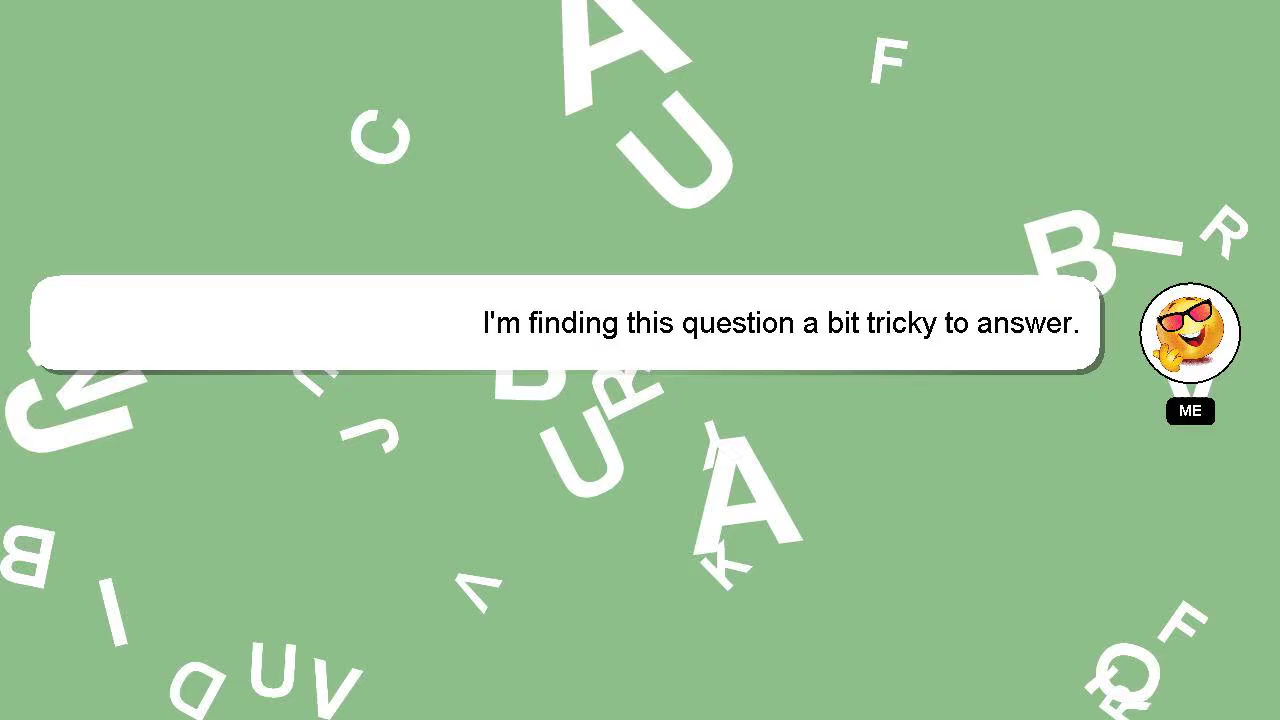 A
F
C
U
B
I
R
I'm finding this question a bit tricky to answer.
ME
J
R
U
J
A
K
B
I
V
D
U
V
F
Q
R